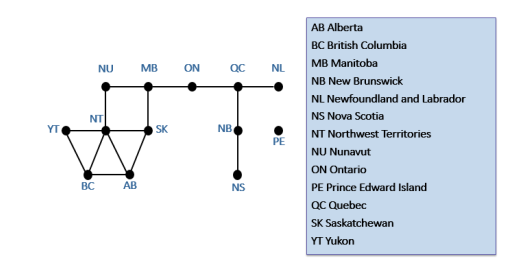 NU MB ON QC NL
NT
YT SK NB
PE
BC AB NS
AB Alberta
BC British Columbia
MB Manitoba
NB New Brunswick
NL Newfoundland and Labrador
NS Nova Scotia
NT Northwest Territories
NU Nunavut
ON Ontario
PE Prince Edward Island
QC Quebec
SK Saskatchewan
YT Yukon